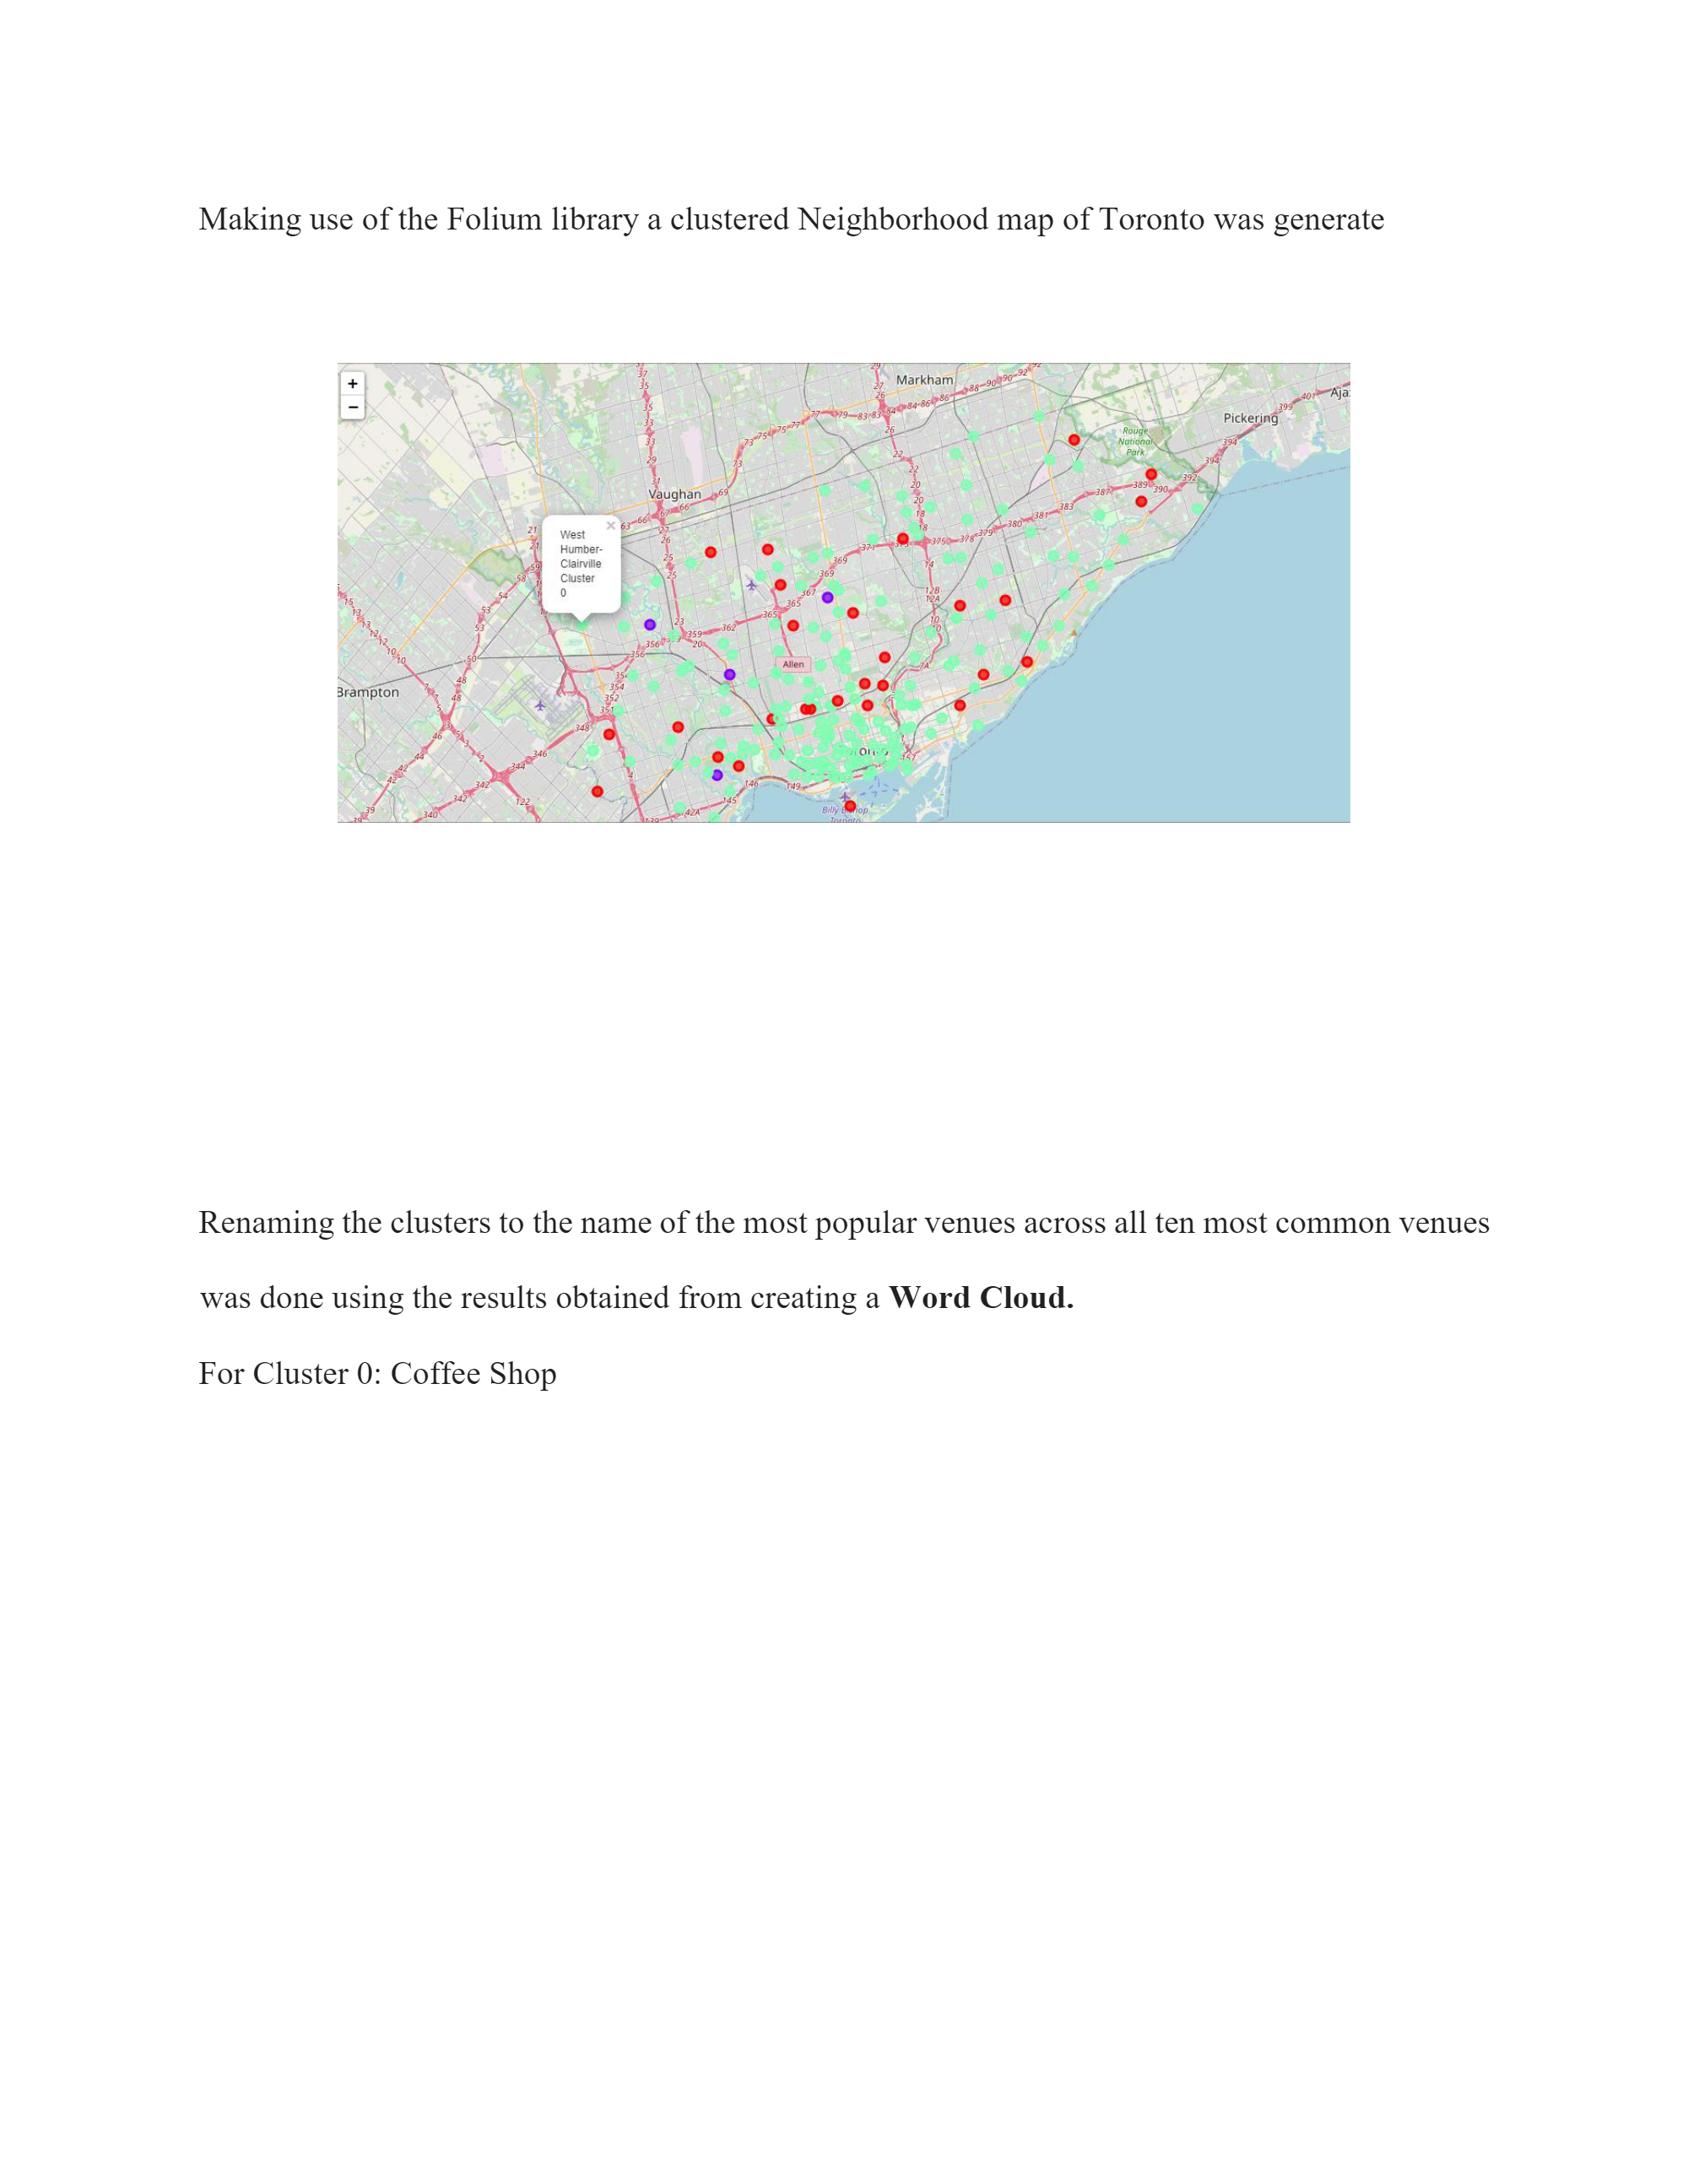 Making use of the Folium library a clustered Neighborhood map of Toronto was generate
+
−
Markham
Pickering
Rouge
National
Park
Vaughan
West
Humber-
Clairville
Cluster
0
×
Allen
Brampton
Billy Bishop
Toronto
Renaming the clusters to the name of the most popular venues across all ten most common venues
was done using the results obtained from creating a Word Cloud.
For Cluster 0: Coffee Shop